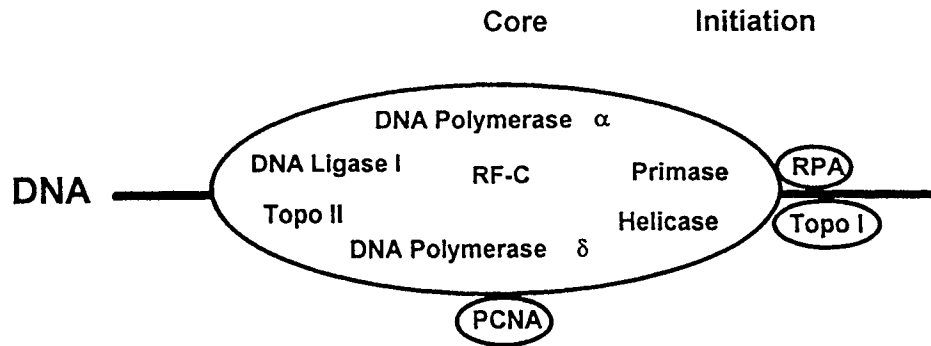 Core Initiation
DNA Polymerase α
DNA Ligase I RF-C Primase RPA
DNA
Topo II Helicase Topo I
DNA Polymerase δ
PCNA